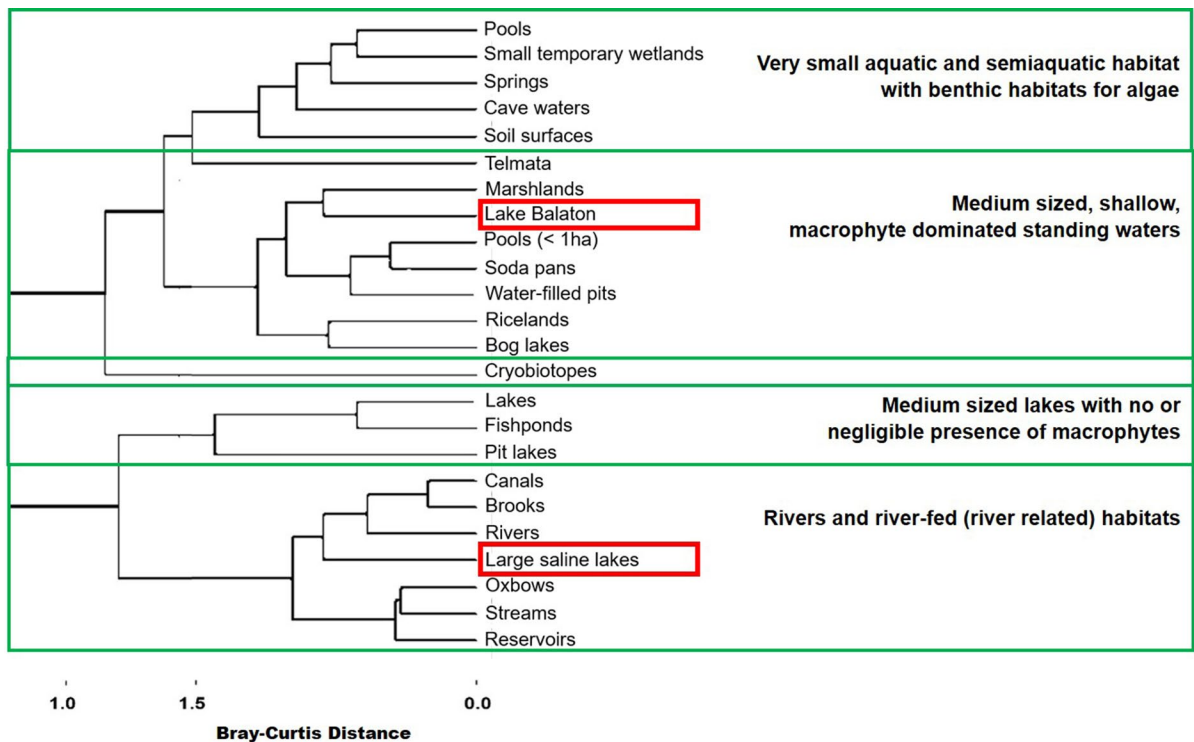 Pools
Small temporary wetlands
Springs
Cave waters
Soil surfaces
Very small aquatic and semiaquatic habitat
with benthic habitats for algae
Telmata
Marshlands
Lake Balaton
Pools (< 1ha)
Soda pans
Water-filled pits
Ricelands
Bog lakes
Medium sized, shallow,
macrophyte dominated standing waters
Cryobiotopes
Lakes
Fishponds
Pit lakes
Medium sized lakes with no or
negligible presence of macrophytes
Canals
Brooks
Rivers
Large saline lakes
Oxbows
Streams
Reservoirs
Rivers and river-fed (river related) habitats
1.0 1.5 0.0
Bray-Curtis Distance